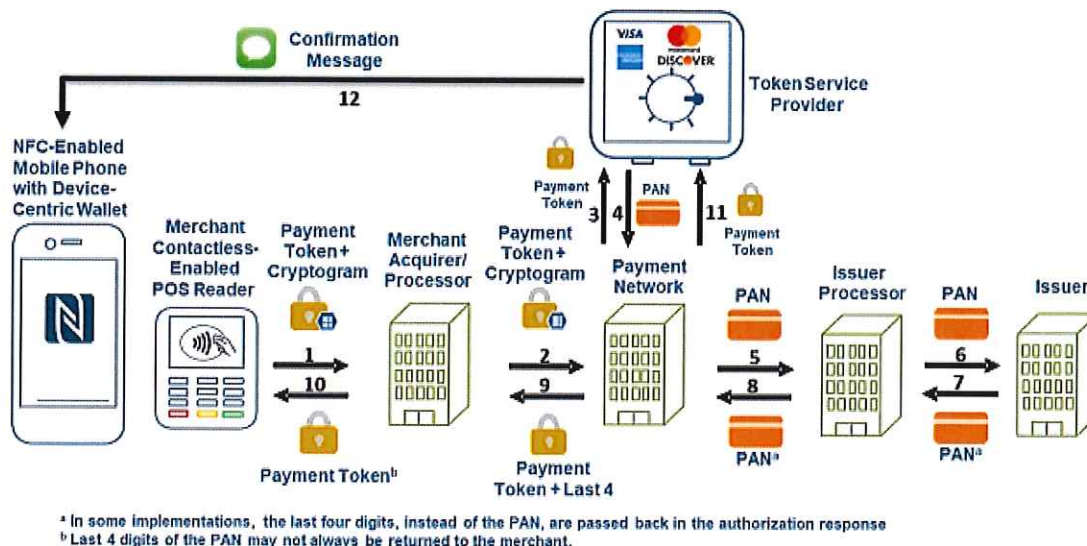 Confirmation
Message
12
VISA
mastercard
AMERICAN EXPRESS
DISCOVER
Token Service
Provider
NFC-Enabled
Mobile Phone
with Device-
Centric Wallet
Merchant
Contactless-
Enabled
POS Reader
Payment
Token +
Cryptogram
1
10
Payment Tokenᵇ
Merchant
Acquirer/
Processor
Payment
Token +
Cryptogram
2
9
Payment
Token + Last 4
Payment
Token
3
4
PAN
11
Payment
Token
Payment
Network
PAN
5
8
PANᵃ
Issuer
Processor
PAN
6
7
PANᵃ
Issuer
N
ᵃ In some implementations, the last four digits, instead of the PAN, are passed back in the authorization response
ᵇ Last 4 digits of the PAN may not always be returned to the merchant.